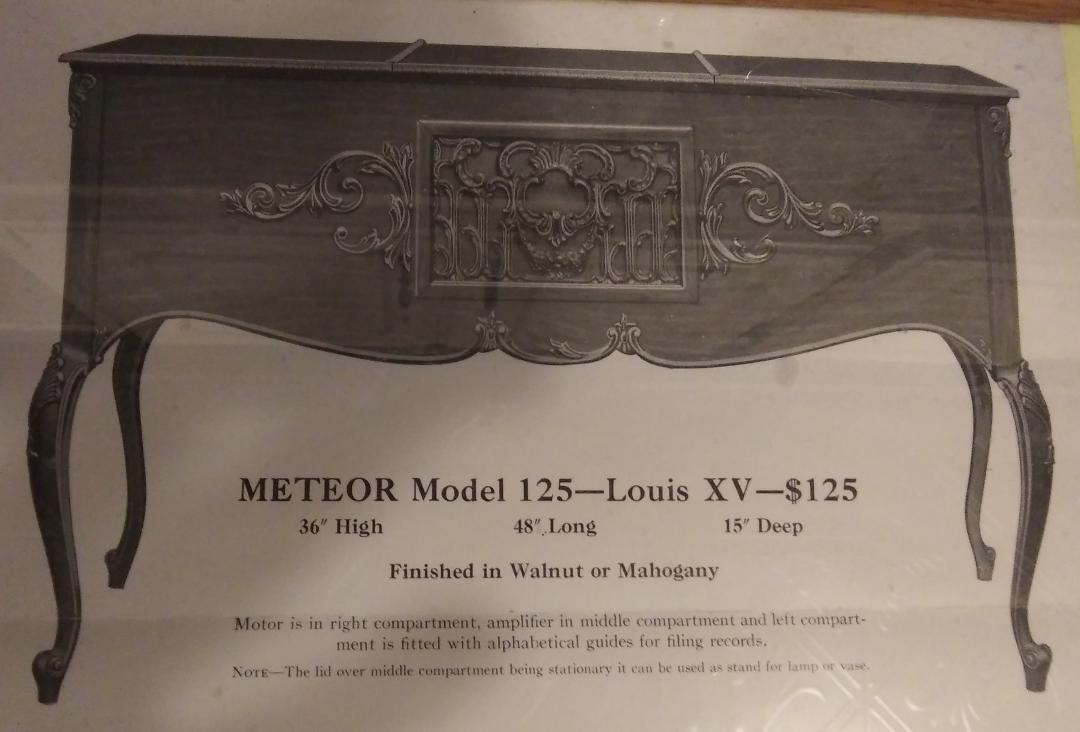 METEOR Model 125—Louis XV—$125
36" High 48" Long 15" Deep
Finished in Walnut or Mahogany
Motor is in right compartment, amplifier in middle compartment and left compart-
ment is fitted with alphabetical guides for filing records.
NOTE—The lid over middle compartment being stationary it can be used as stand for lamp or vase.